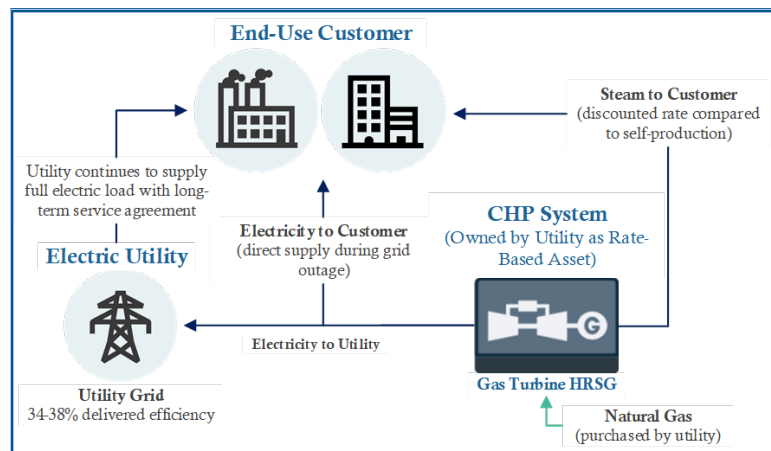 End-Use Customer
Steam to Customer
(discounted rate compared
to self-production)
Utility continues to supply
full electric load with long-
term service agreement
Electricity to Customer
(direct supply during grid
outage)
CHP System
(Owned by Utility as Rate-
Based Asset)
Electric Utility
G
Electricity to Utility
Gas Turbine HRSG
Utility Grid
34-38% delivered efficiency
Natural Gas
(purchased by utility)